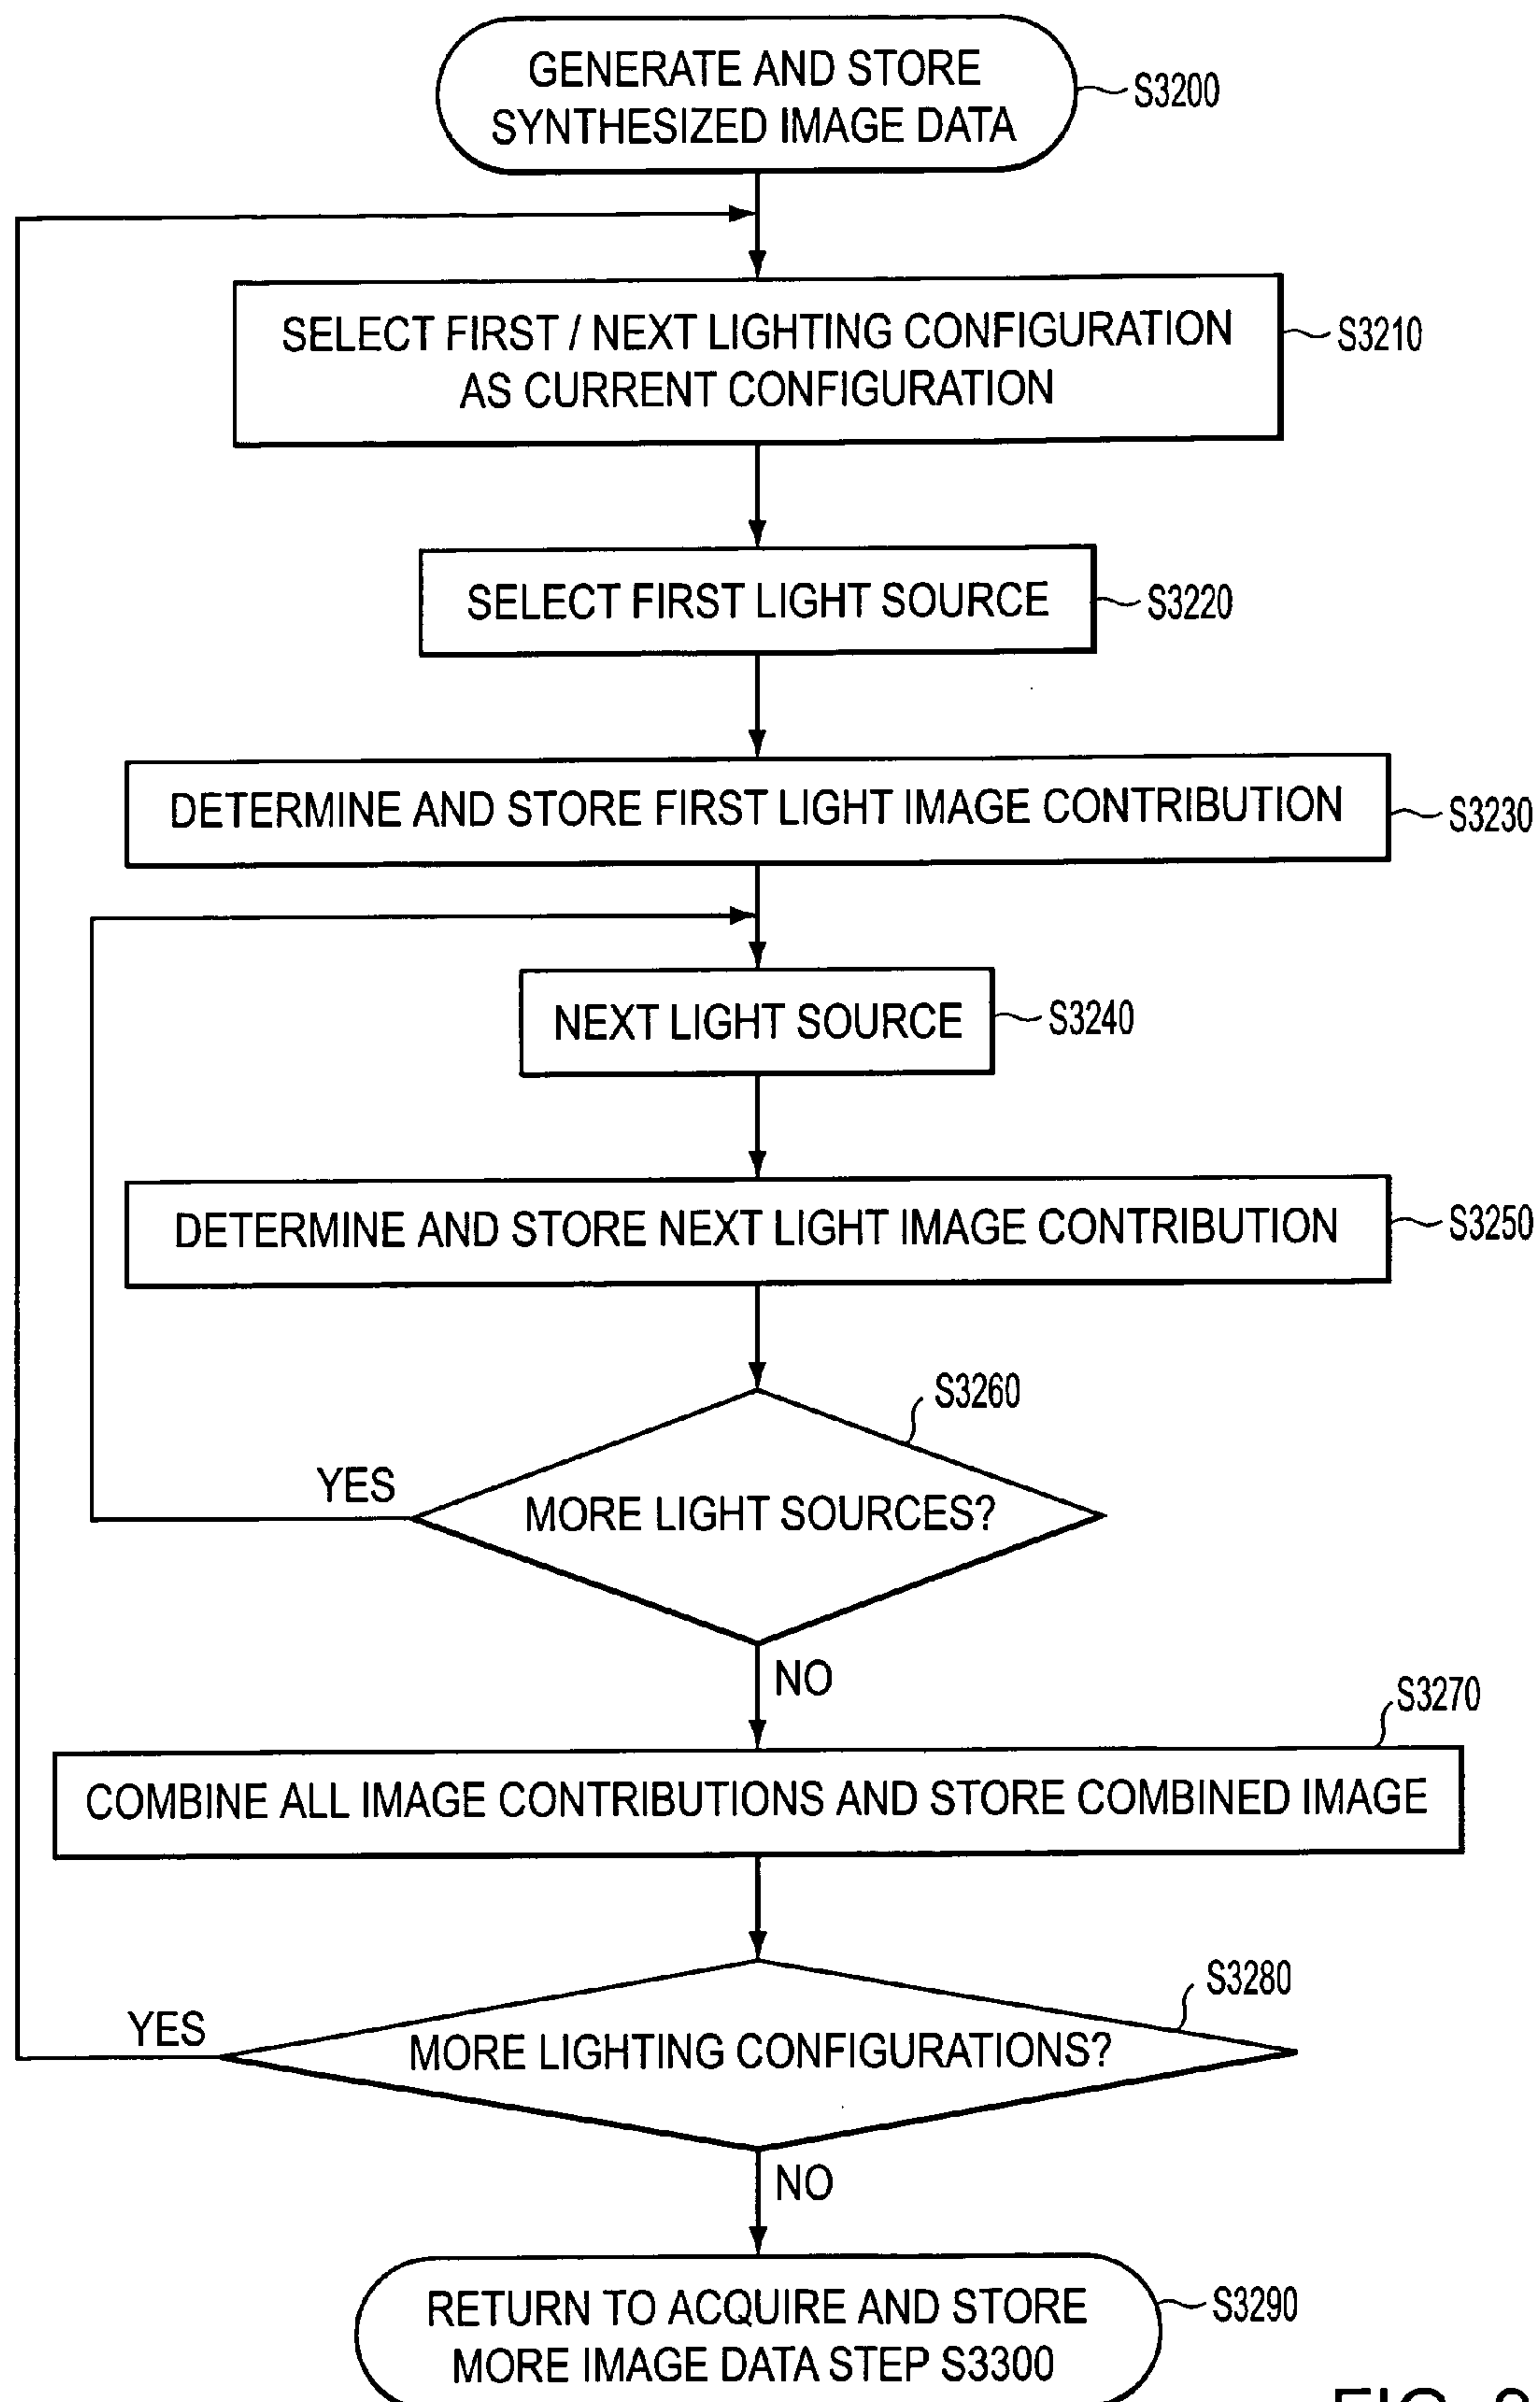 GENERATE AND STORE
SYNTHESIZED IMAGE DATA
S3200
SELECT FIRST / NEXT LIGHTING CONFIGURATION
AS CURRENT CONFIGURATION
S3210
SELECT FIRST LIGHT SOURCE
S3220
DETERMINE AND STORE FIRST LIGHT IMAGE CONTRIBUTION
S3230
NEXT LIGHT SOURCE
S3240
DETERMINE AND STORE NEXT LIGHT IMAGE CONTRIBUTION
S3250
S3260
YES
MORE LIGHT SOURCES?
NO
S3270
COMBINE ALL IMAGE CONTRIBUTIONS AND STORE COMBINED IMAGE
S3280
YES
MORE LIGHTING CONFIGURATIONS?
NO
RETURN TO ACQUIRE AND STORE
MORE IMAGE DATA STEP S3300
S3290